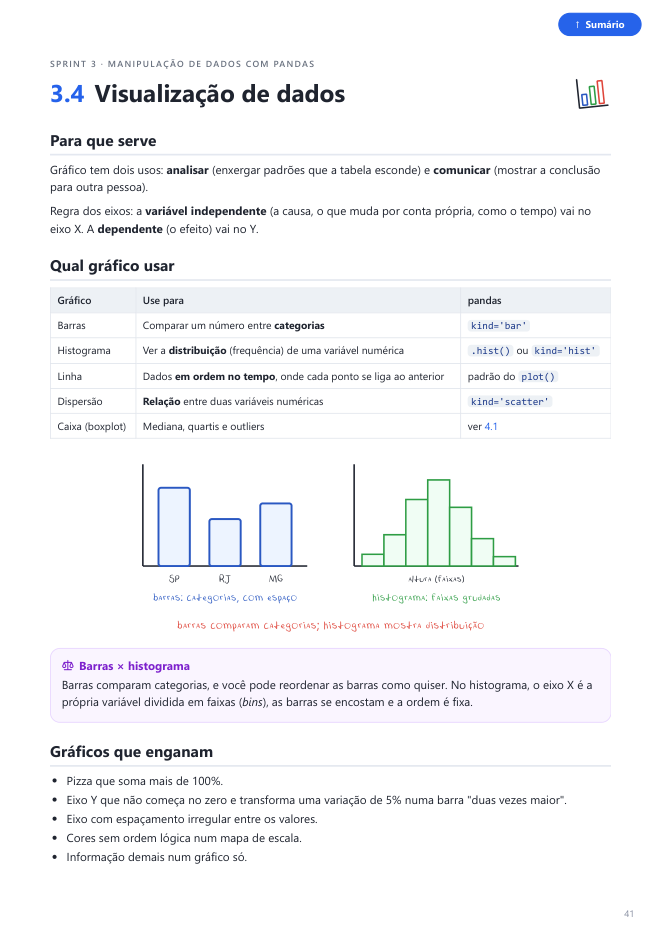 ↑ Sumário
SPRINT 3 · MANIPULAÇÃO DE DADOS COM PANDAS
3.4 Visualização de dados
Para que serve
Gráfico tem dois usos: analisar (enxergar padrões que a tabela esconde) e comunicar (mostrar a conclusão
para outra pessoa).
Regra dos eixos: a variável independente (a causa, o que muda por conta própria, como o tempo) vai no
eixo X. A dependente (o efeito) vai no Y.
Qual gráfico usar
Gráfico Use para pandas
Barras Comparar um número entre categorias kind='bar'
Histograma Ver a distribuição (frequência) de uma variável numérica .hist() ou kind='hist'
Linha Dados em ordem no tempo, onde cada ponto se liga ao anterior padrão do plot()
Dispersão Relação entre duas variáveis numéricas kind='scatter'
Caixa (boxplot) Mediana, quartis e outliers ver 4.1
SP RJ MG
altura (faixas)
barras: categorias, com espaço
histograma: faixas grudadas
barras comparam categorias; histograma mostra distribuição
Barras × histograma
Barras comparam categorias, e você pode reordenar as barras como quiser. No histograma, o eixo X é a
própria variável dividida em faixas (bins), as barras se encostam e a ordem é fixa.
Gráficos que enganam
• Pizza que soma mais de 100%.
• Eixo Y que não começa no zero e transforma uma variação de 5% numa barra "duas vezes maior".
• Eixo com espaçamento irregular entre os valores.
• Cores sem ordem lógica num mapa de escala.
• Informação demais num gráfico só.
41